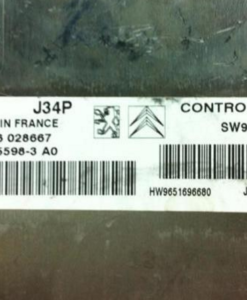 J34P
CONTRO
IN FRANCE
SW9
028667
5598-3 A0
HW9651696680
J